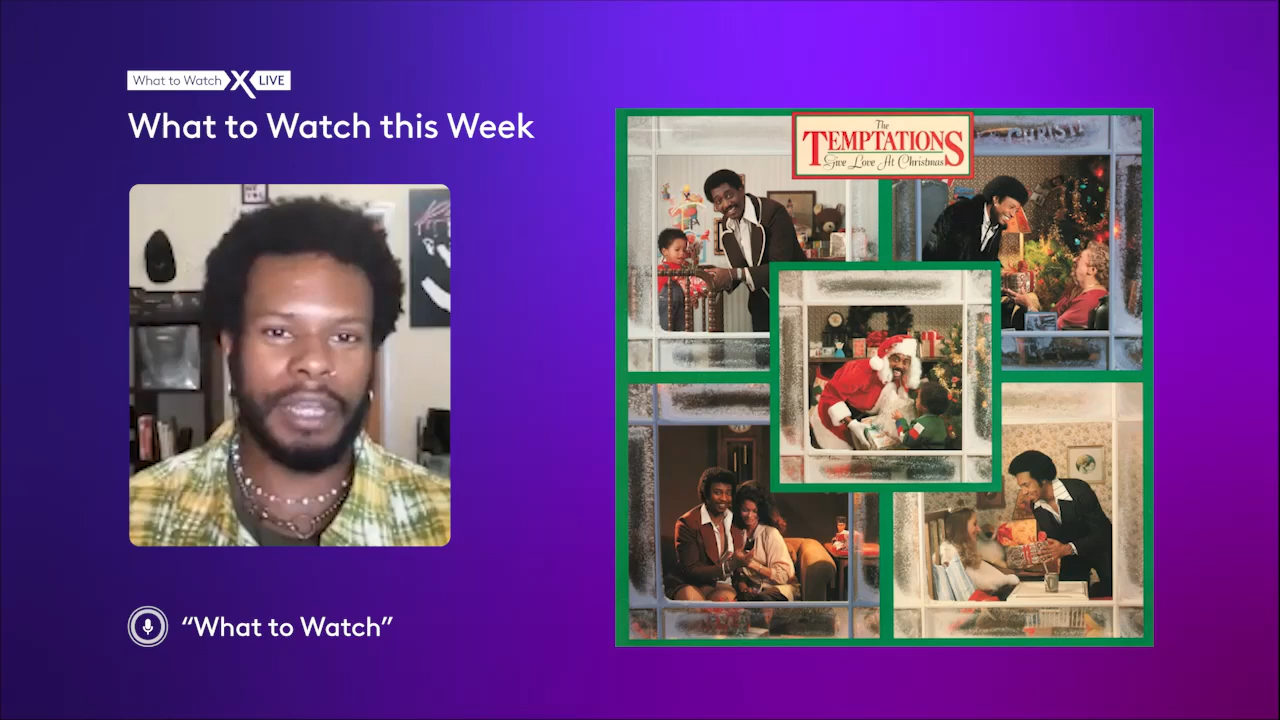 What to Watch X LIVE
What to Watch this Week
The
TEMPTATIONS
Give Love At Christmas
“What to Watch”